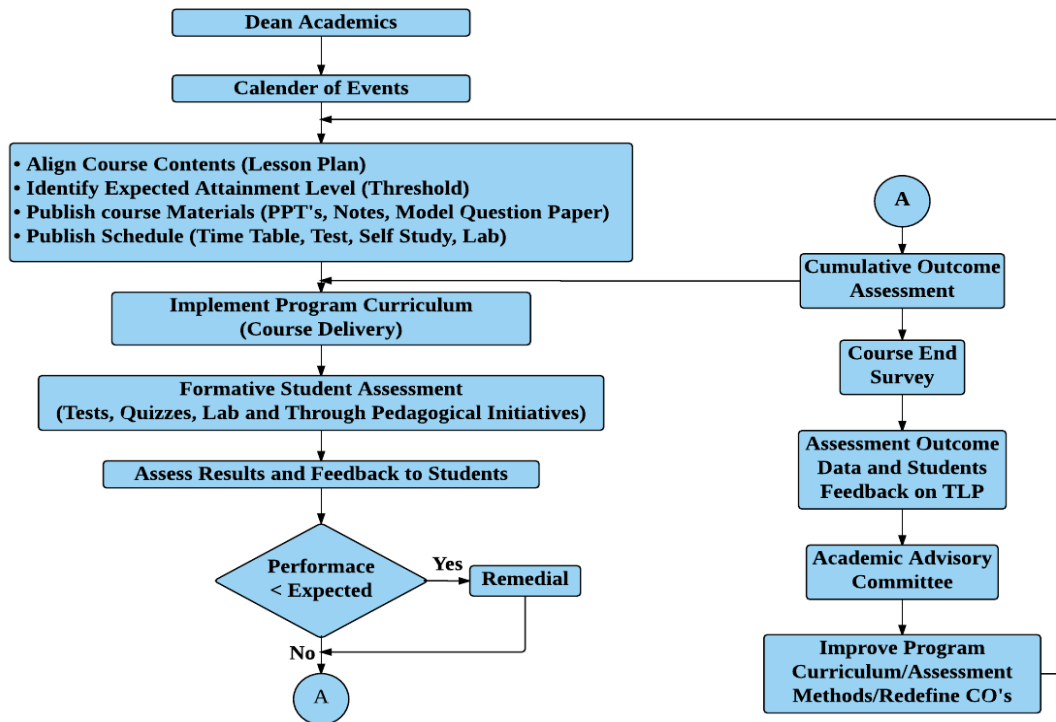 Dean Academics
Calender of Events
• Align Course Contents (Lesson Plan)
• Identify Expected Attainment Level (Threshold)
• Publish course Materials (PPT's, Notes, Model Question Paper)
• Publish Schedule (Time Table, Test, Self Study, Lab)
Implement Program Curriculum
(Course Delivery)
Formative Student Assessment
(Tests, Quizzes, Lab and Through Pedagogical Initiatives)
Assess Results and Feedback to Students
Performace
< Expected
Yes
Remedial
No
A
A
Cumulative Outcome
Assessment
Course End
Survey
Assessment Outcome
Data and Students
Feedback on TLP
Academic Advisory
Committee
Improve Program
Curriculum/Assessment
Methods/Redefine CO's